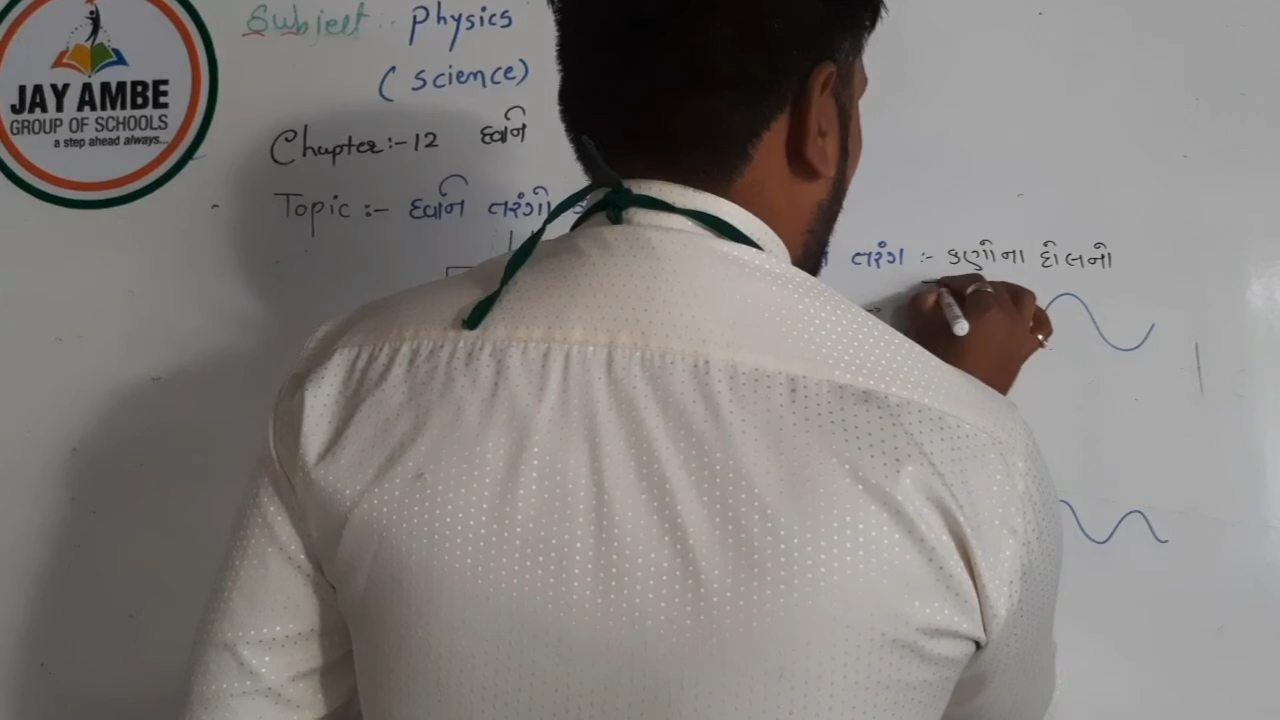 JAY AMBE
GROUP OF SCHOOLS
a step ahead always...
Subject :- Physics
(Science)
Chapter:-12 ધ્વનિ
Topic :- ધ્વનિ તરંગો
તરંગ :- કણોના દોલનો